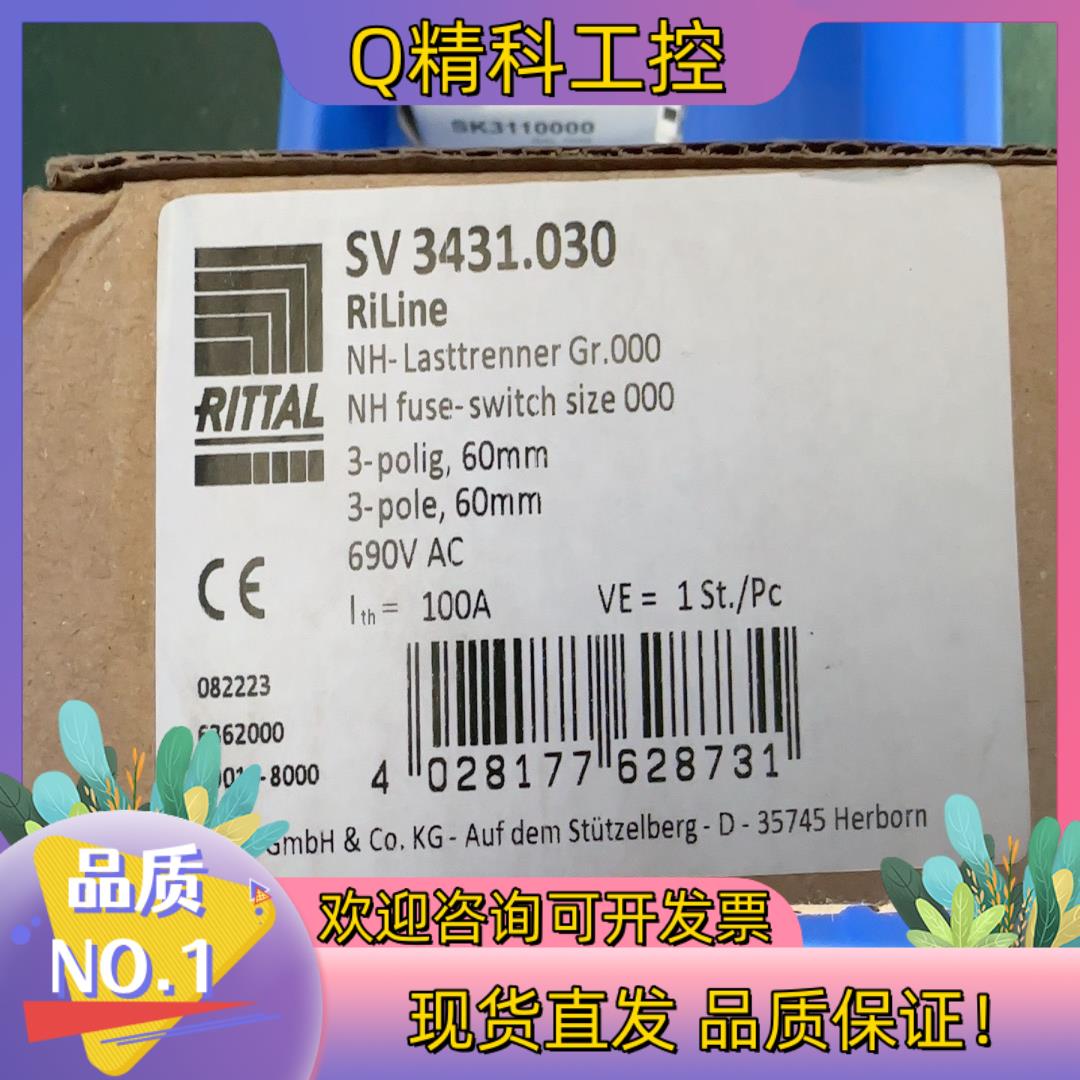 Q精科工控
SK3110000
SV 3431.030
RiLine
NH-Lasttrenner Gr.000
NH fuse-switch size 000
3-polig, 60mm
3-pole, 60mm
690V AC
Ith = 100A VE = 1 St./Pc
RITTAL
CE
082223
62000
-8000
4 028177 628731
GmbH & Co. KG - Auf dem Stützelberg - D - 35745 Herborn
品质
NO.1
欢迎咨询可开发票
现货直发 品质保证!